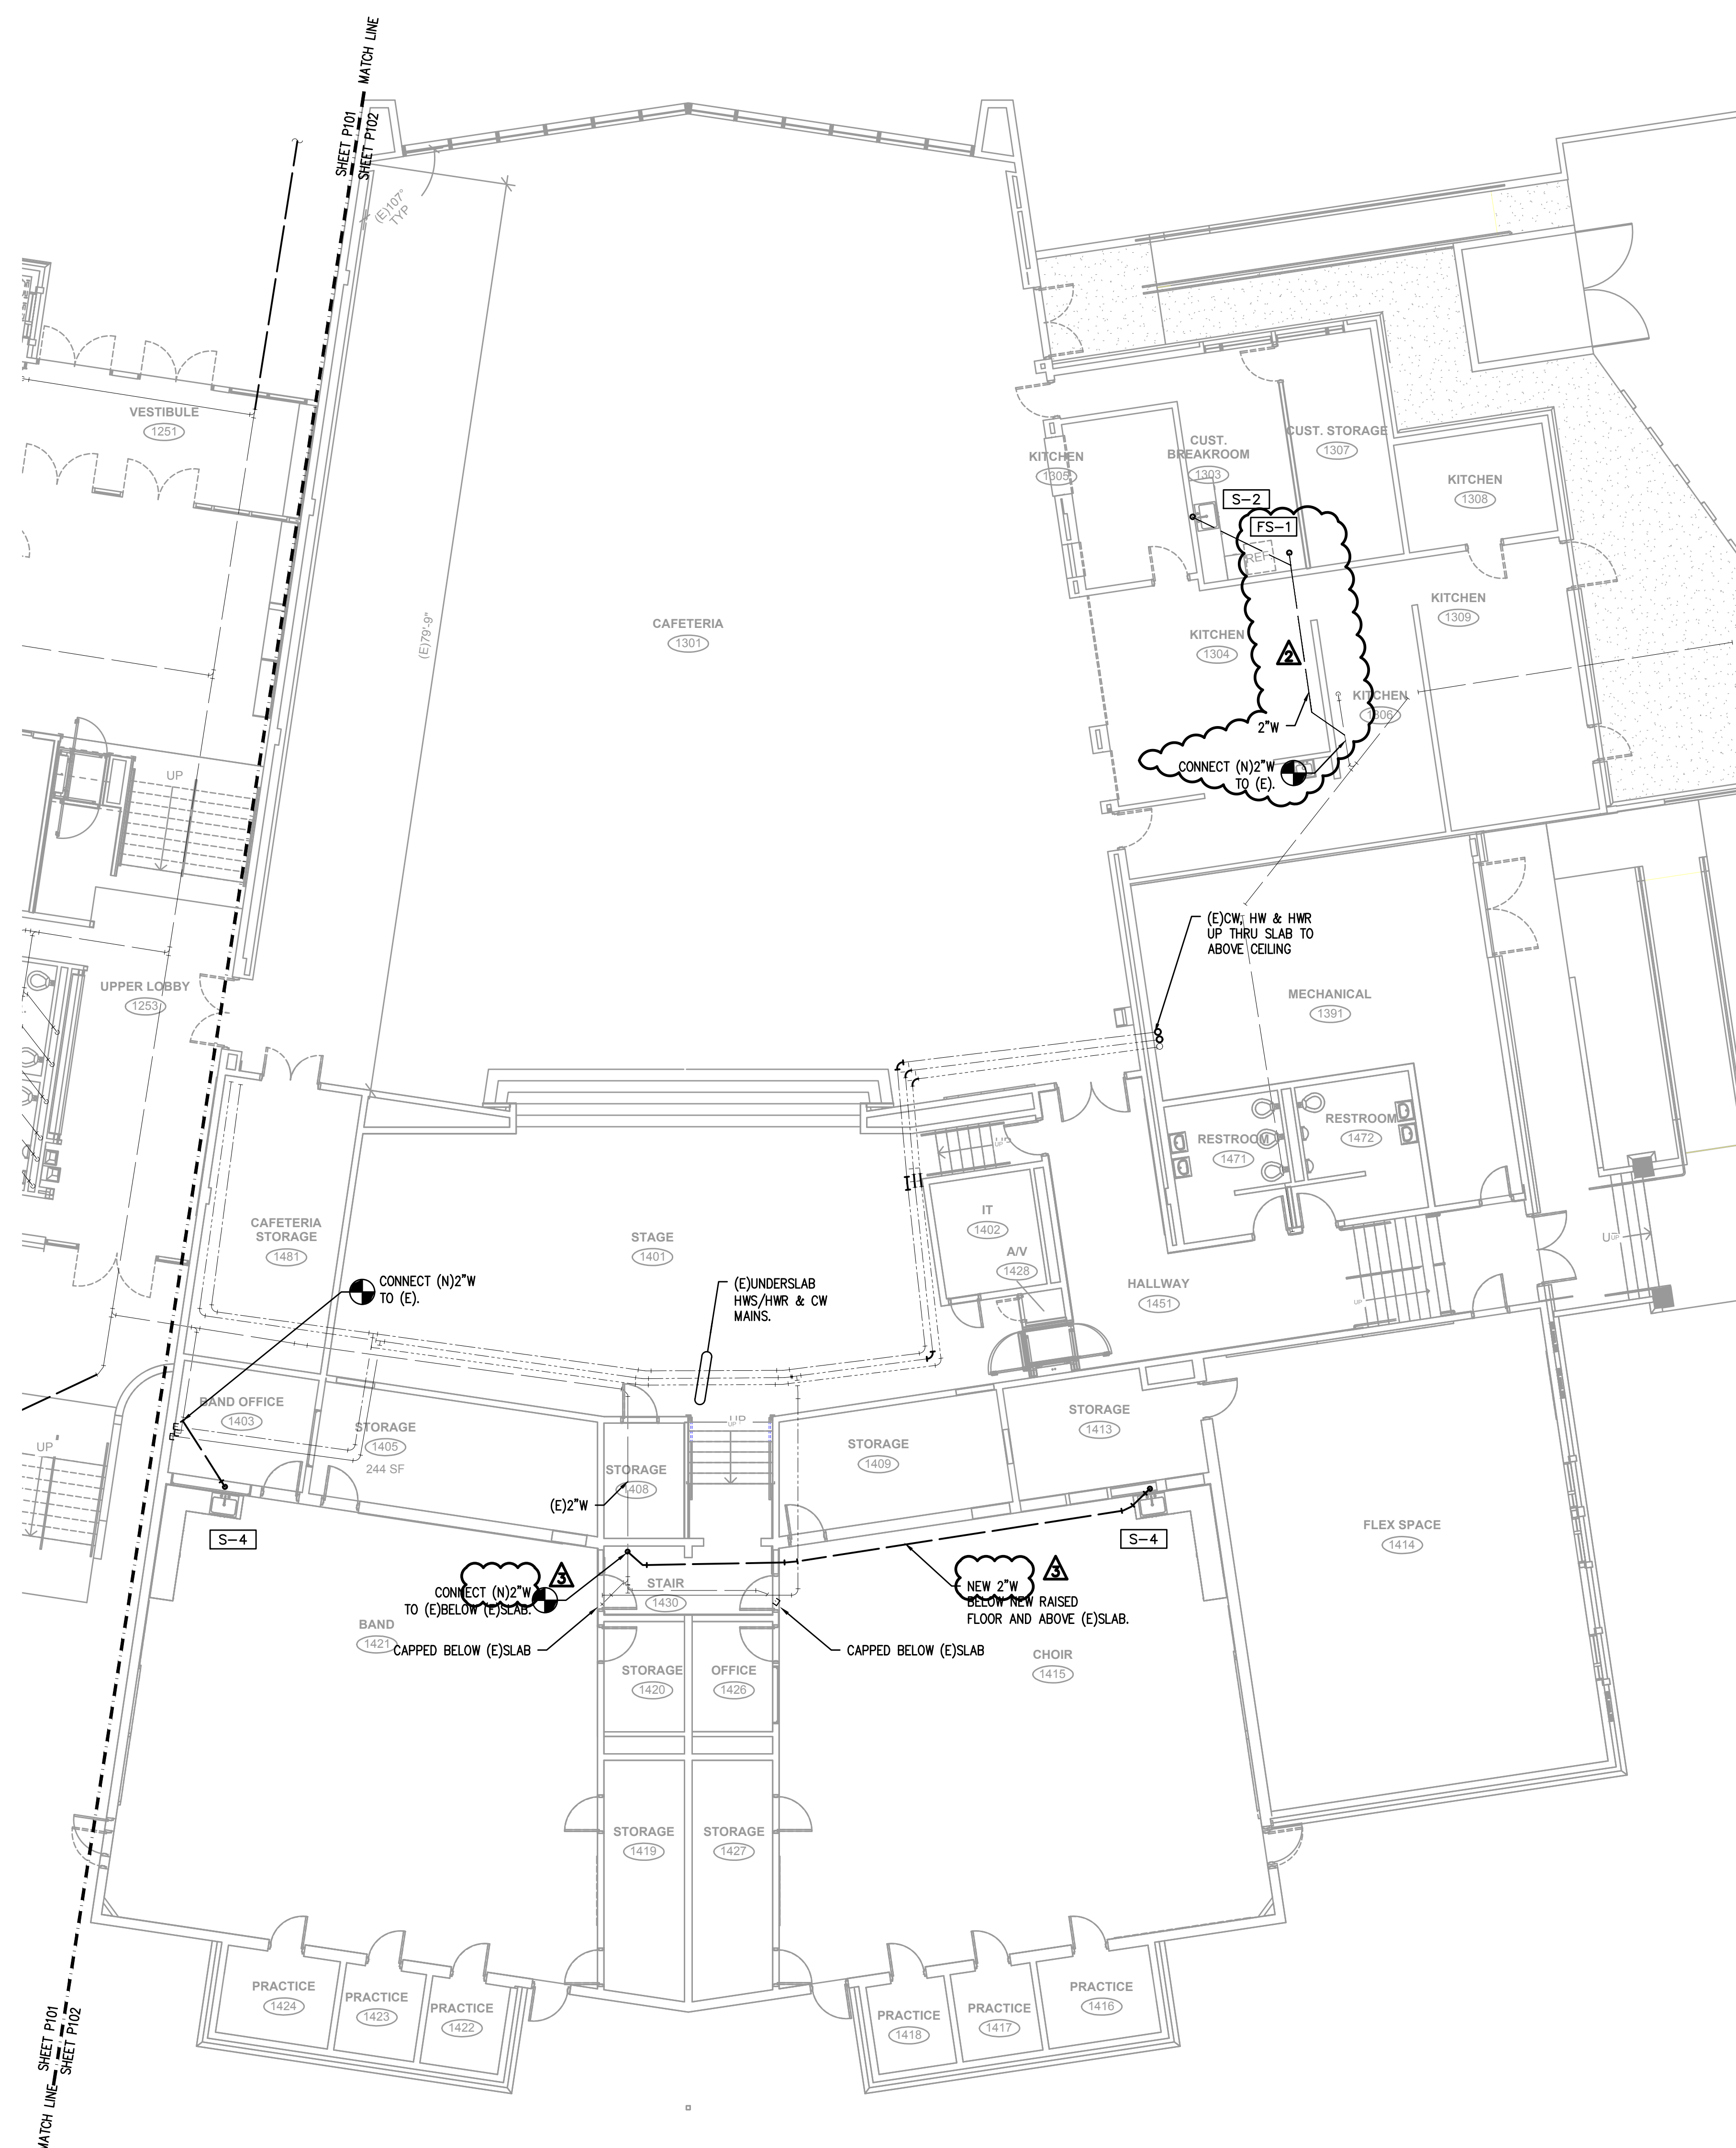 MATCH LINE
SHEET P101
SHEET P102
(E)107°
TYP
VESTIBULE
1251
CUST. STORAGE
1307
CUST.
BREAKROOM
1303
KITCHEN
1305
KITCHEN
1308
S-2
FS-1
REF.
KITCHEN
1309
(E)79'-9"
CAFETERIA
1301
KITCHEN
1304
2
KITCHEN
1306
2"W
CONNECT (N)2"W
TO (E).
UP
(E)CW, HW & HWR
UP THRU SLAB TO
ABOVE CEILING
UPPER LOBBY
1253
MECHANICAL
1391
RESTROOM
1471
RESTROOM
1472
UP
UP
IT
1402
A/V
1428
CAFETERIA
STORAGE
1481
STAGE
1401
UP
CONNECT (N)2"W
TO (E).
(E)UNDERSLAB
HWS/HWR & CW
MAINS.
HALLWAY
1451
UP
BAND OFFICE
1403
STORAGE
1405
244 SF
UP
UP
UP
STORAGE
1409
STORAGE
1413
STORAGE
1408
(E)2"W
S-4
S-4
FLEX SPACE
1414
3
CONNECT (N)2"W
TO (E)BELOW (E)SLAB.
STAIR
1430
3
NEW 2"W
BELOW NEW RAISED
FLOOR AND ABOVE (E)SLAB.
BAND
1421
CAPPED BELOW (E)SLAB
CAPPED BELOW (E)SLAB
CHOIR
1415
STORAGE
1420
OFFICE
1426
STORAGE
1419
STORAGE
1427
PRACTICE
1424
PRACTICE
1423
PRACTICE
1422
PRACTICE
1418
PRACTICE
1417
PRACTICE
1416
SHEET P101
SHEET P102
MATCH LINE